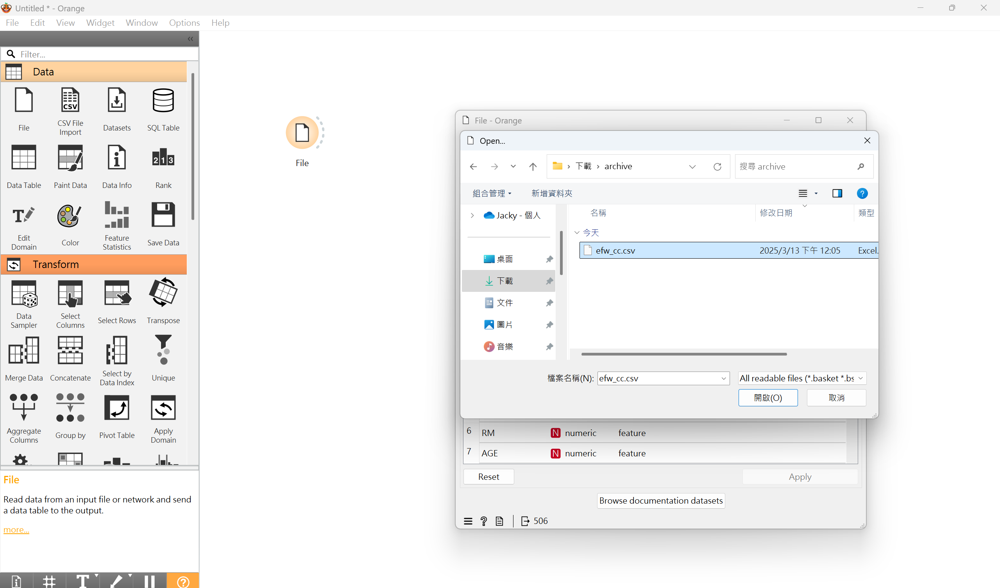 Untitled * - Orange
File Edit View Widget Window Options Help
Filter...
Data
File
CSV File Import
Datasets
SQL Table
Data Table
Paint Data
Data Info
Rank
Edit Domain
Color
Feature Statistics
Save Data
Transform
Data Sampler
Select Columns
Select Rows
Transpose
Merge Data
Concatenate
Select by Data Index
Unique
Aggregate Columns
Group by
Pivot Table
Apply Domain
File
Read data from an input file or network and send
a data table to the output.
more...
File
File - Orange
Open...
下載 archive
搜尋 archive
組合管理
新增資料夾
Jacky - 個人
桌面
下載
文件
圖片
音樂
名稱 修改日期 類型
今天
efw_cc.csv 2025/3/13 下午 12:05 Excel.
檔案名稱(N): efw_cc.csv
All readable files (*.basket *.bs
開啟(O)
取消
6 RM N numeric feature
7 AGE N numeric feature
Reset
Apply
Browse documentation datasets
506